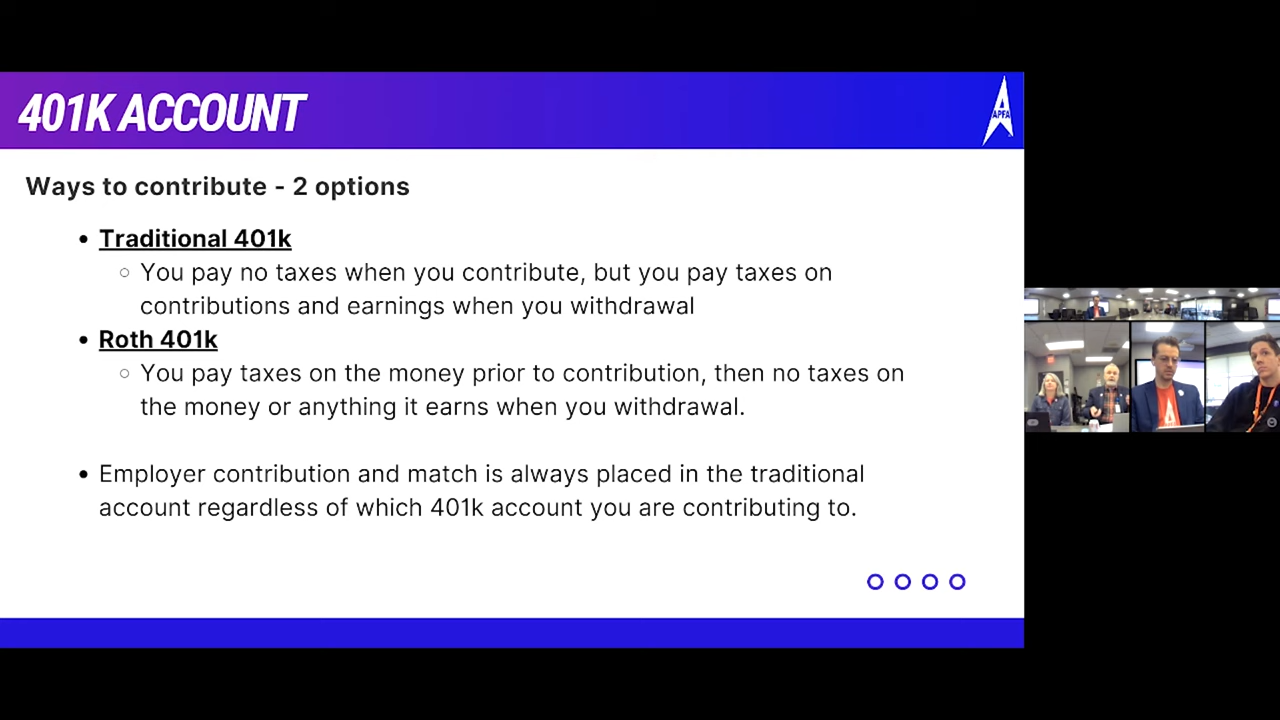 401K ACCOUNT
APFA
Ways to contribute - 2 options
• Traditional 401k
○ You pay no taxes when you contribute, but you pay taxes on
contributions and earnings when you withdrawal
• Roth 401k
○ You pay taxes on the money prior to contribution, then no taxes on
the money or anything it earns when you withdrawal.
• Employer contribution and match is always placed in the traditional
account regardless of which 401k account you are contributing to.